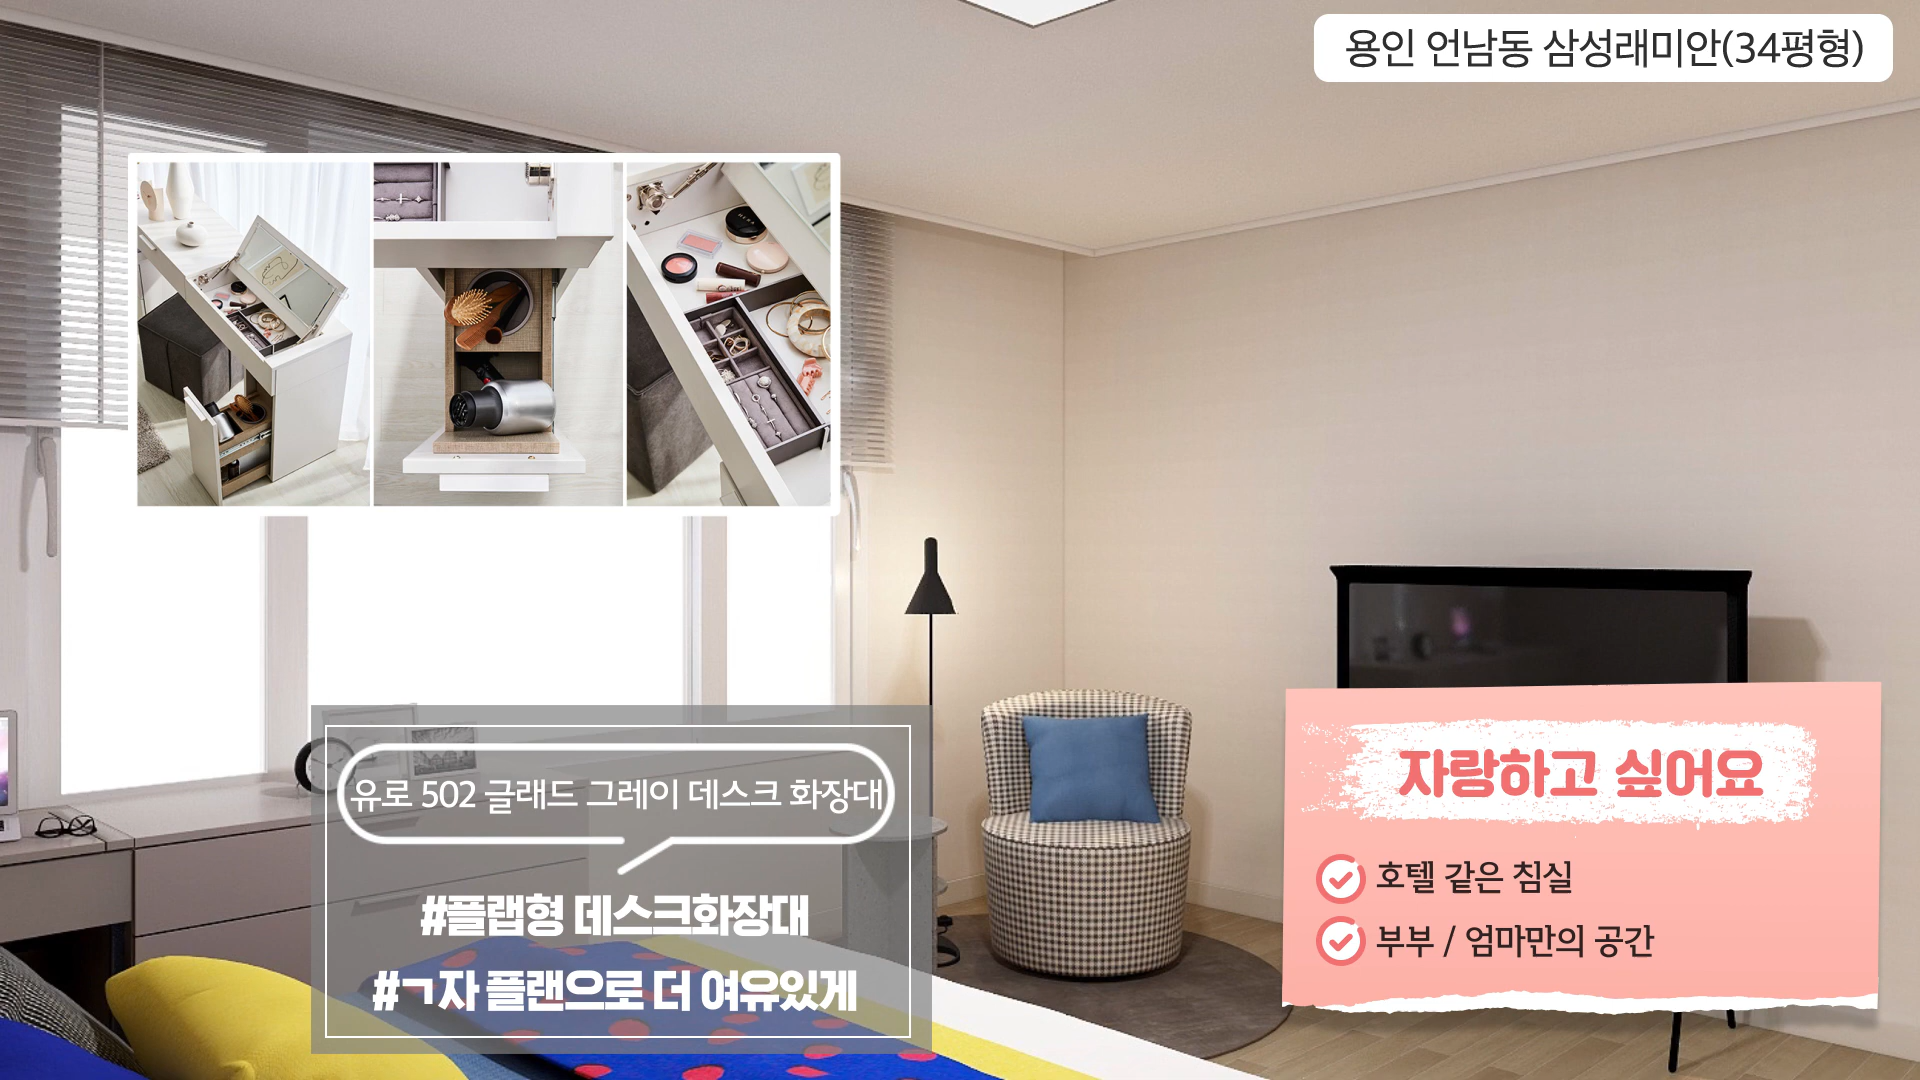 용인 언남동 삼성래미안(34평형)
유로 502 글래드 그레이 데스크 화장대
#플랩형 데스크화장대
#ㄱ자 플랜으로 더 여유있게
자랑하고 싶어요
호텔 같은 침실
부부 / 엄마만의 공간